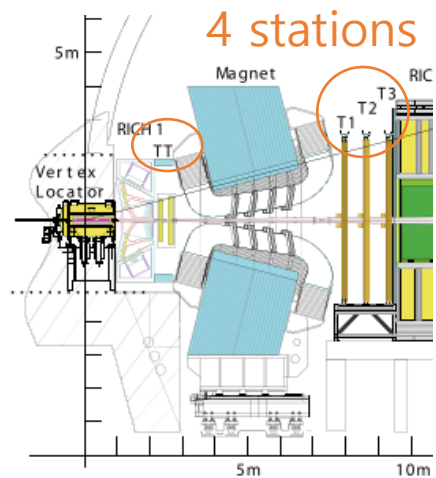 4 stations
5m
Magnet
RIC
T3
T2
T1
RICH 1
TT
Vertex
Locator
5m
10m